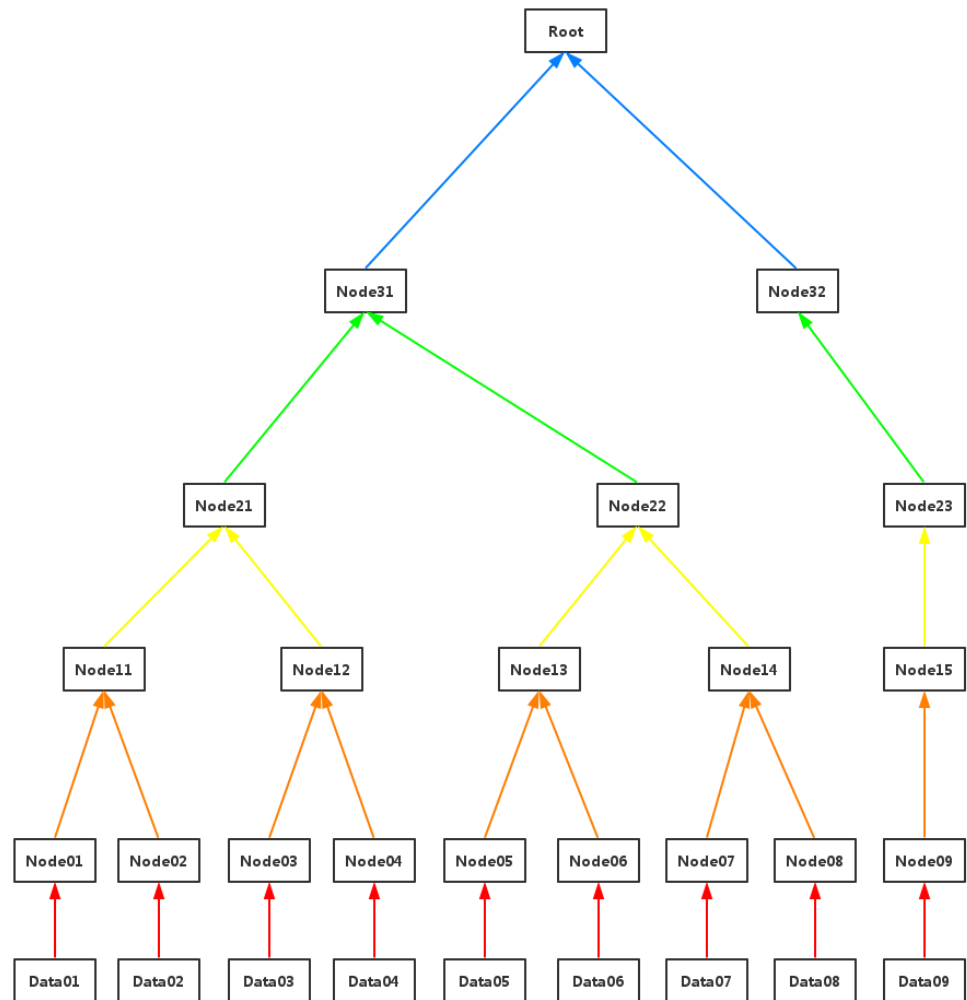 Root
Node31 Node32
Node21 Node22 Node23
Node11 Node12 Node13 Node14 Node15
Node01 Node02 Node03 Node04 Node05 Node06 Node07 Node08 Node09
Data01 Data02 Data03 Data04 Data05 Data06 Data07 Data08 Data09